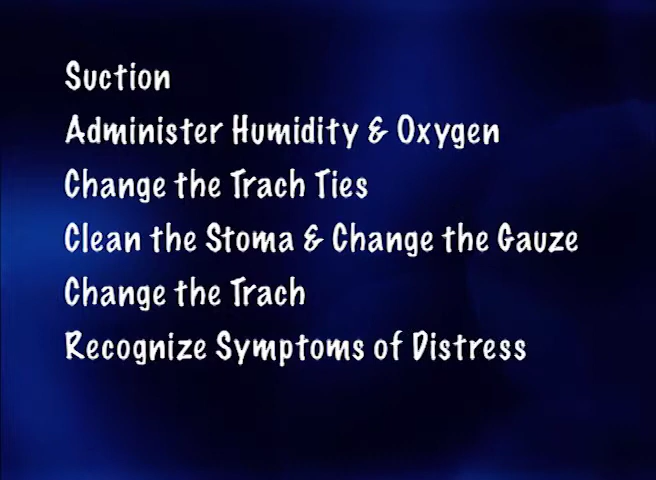 Suction
Administer Humidity & Oxygen
Change the Trach Ties
Clean the Stoma & Change the Gauze
Change the Trach
Recognize Symptoms of Distress